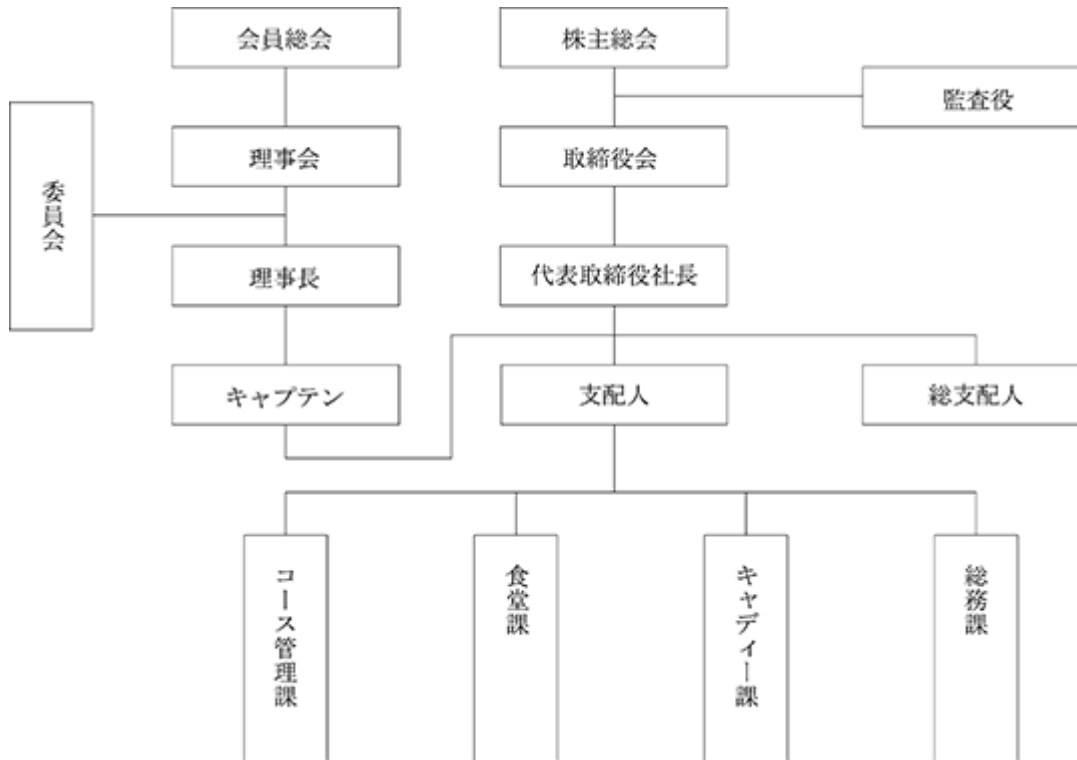 会員総会
株主総会
監査役
理事会
取締役会
委員会
理事長
代表取締役社長
キャプテン
支配人
総支配人
コース管理課
食堂課
キャディー課
総務課